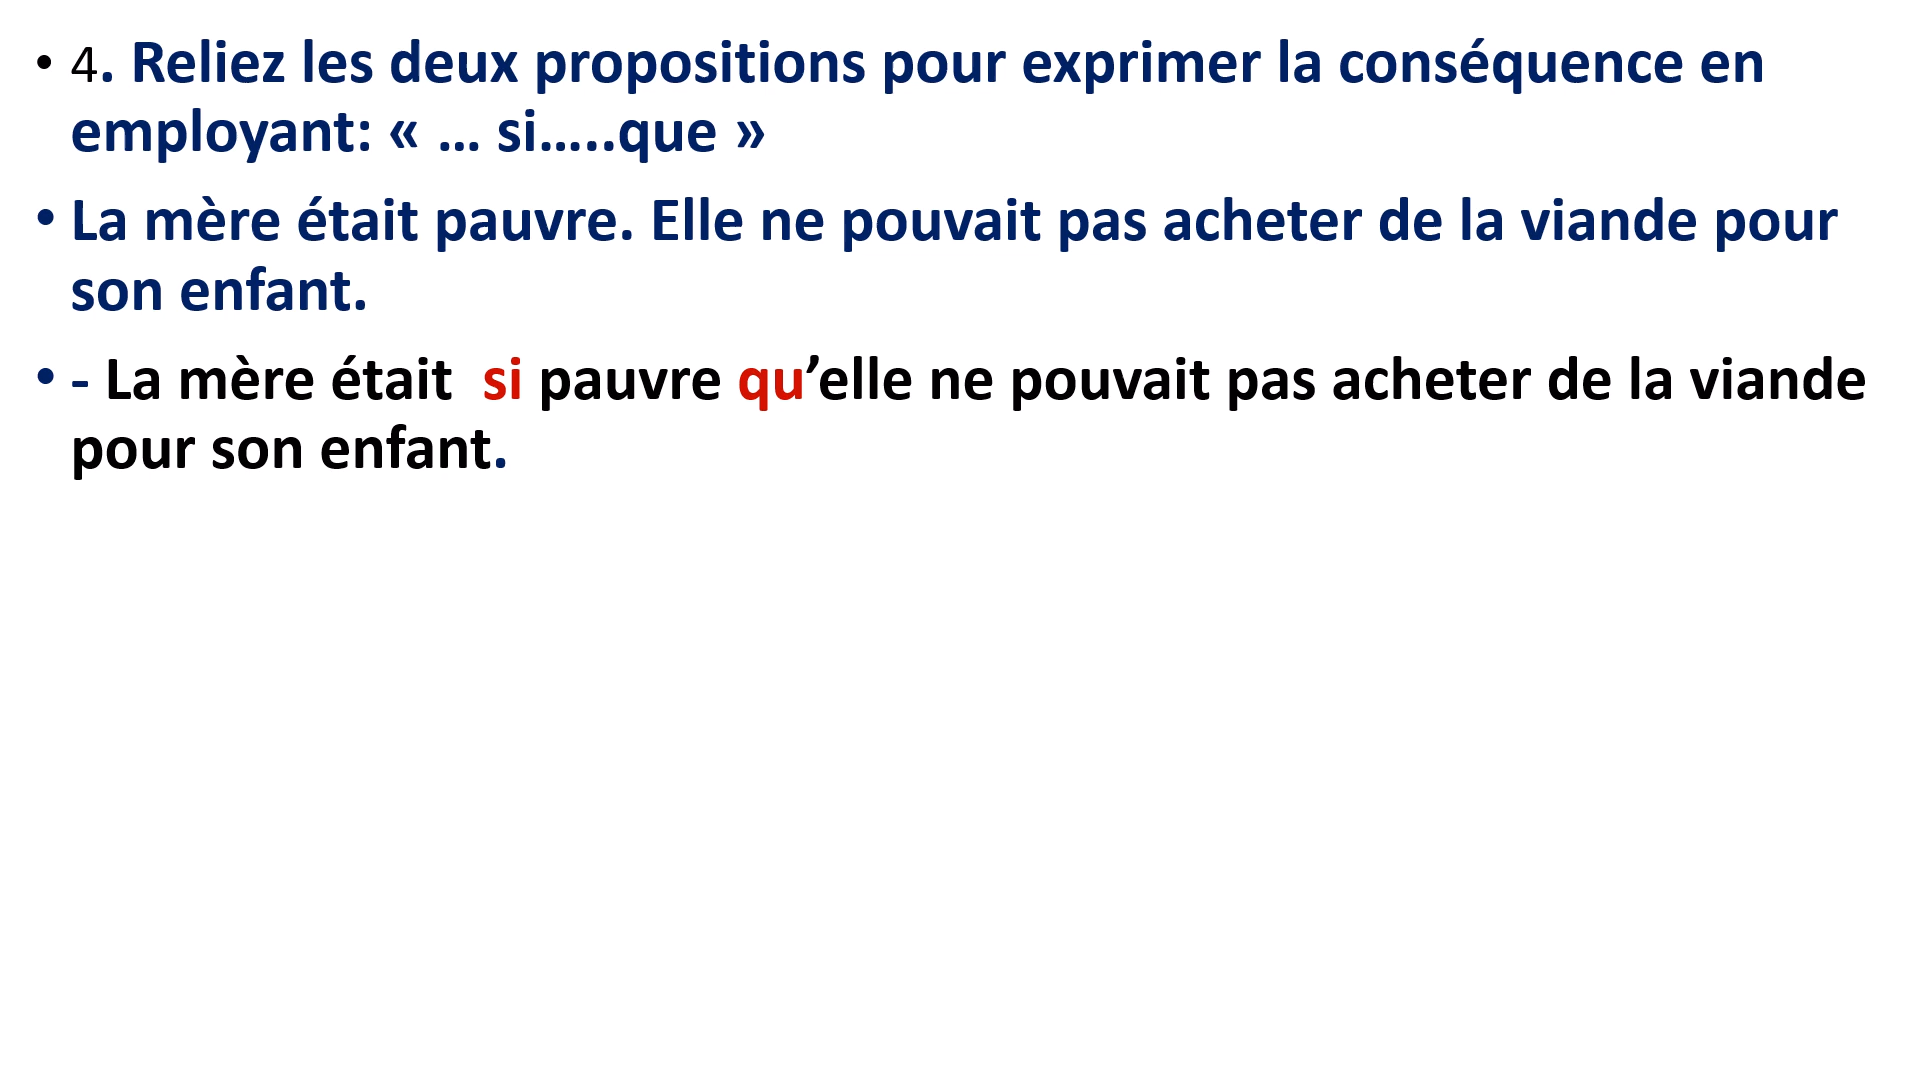 • 4. Reliez les deux propositions pour exprimer la conséquence en
employant: « … si…..que »
• La mère était pauvre. Elle ne pouvait pas acheter de la viande pour
son enfant.
• - La mère était  si pauvre qu’elle ne pouvait pas acheter de la viande
pour son enfant.